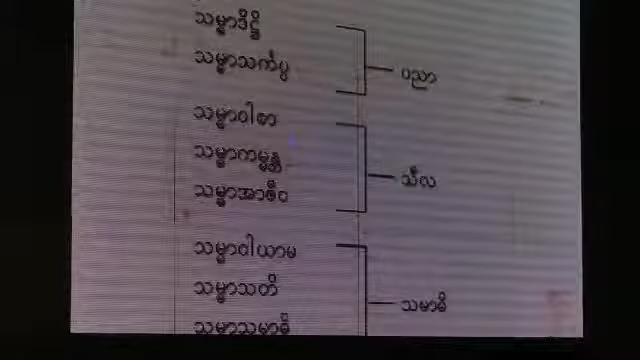 သမ္မာဒိဋ္ဌိ
သမ္မာသင်္ကပ္ပ
ပညာ
သမ္မာဝါစာ
သမ္မာကမ္မန္တ
သမ္မာအာဇီဝ
သီလ
သမ္မာဝါယာမ
သမ္မာသတိ
သမ္မာသမာဓိ
သမာဓိ